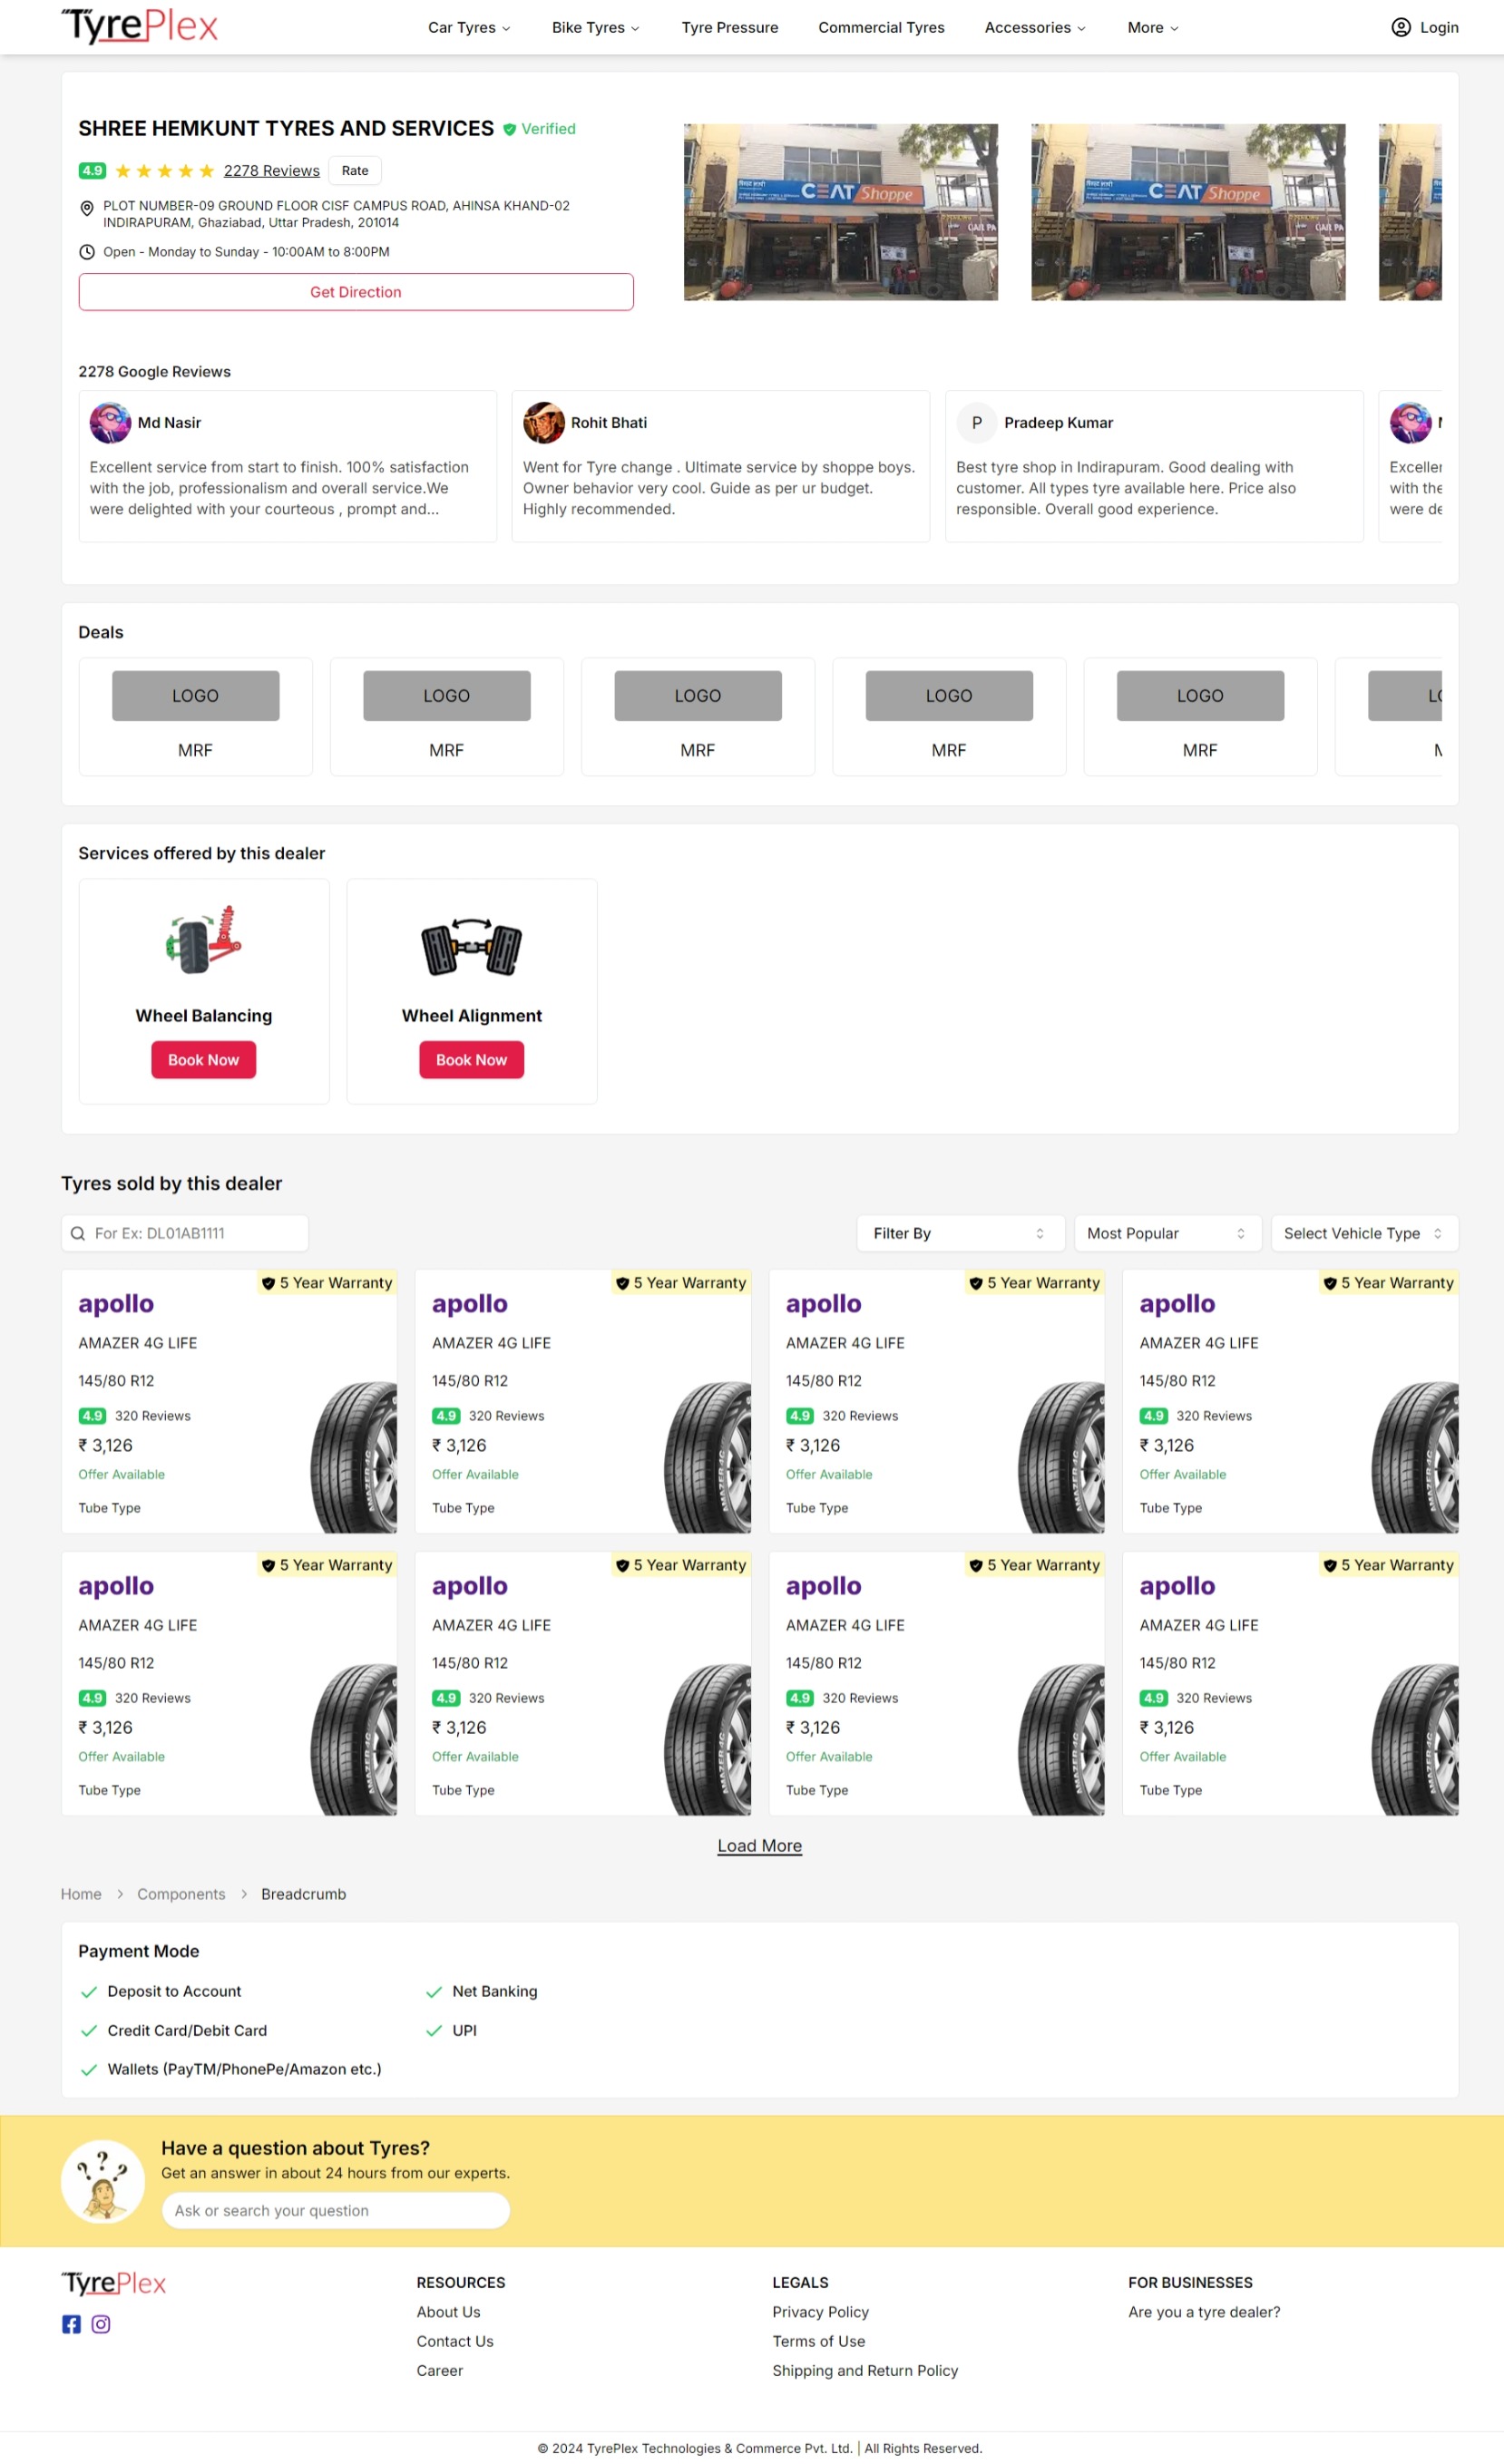 TyrePlex
Car Tyres
Bike Tyres
Tyre Pressure
Commercial Tyres
Accessories
More
Login
SHREE HEMKUNT TYRES AND SERVICES Verified
4.9 2278 Reviews Rate
PLOT NUMBER-09 GROUND FLOOR CISF CAMPUS ROAD, AHINSA KHAND-02
INDIRAPURAM, Ghaziabad, Uttar Pradesh, 201014
Open - Monday to Sunday - 10:00AM to 8:00PM
Get Direction
CEAT Shoppe
CAR PA
CEAT Shoppe
CAR PA
2278 Google Reviews
Md Nasir
Excellent service from start to finish. 100% satisfaction
with the job, professionalism and overall service.We
were delighted with your courteous , prompt and...
Rohit Bhati
Went for Tyre change . Ultimate service by shoppe boys.
Owner behavior very cool. Guide as per ur budget.
Highly recommended.
P
Pradeep Kumar
Best tyre shop in Indirapuram. Good dealing with
customer. All types tyre available here. Price also
responsible. Overall good experience.
Deals
LOGO
MRF
LOGO
MRF
LOGO
MRF
LOGO
MRF
LOGO
MRF
Services offered by this dealer
Wheel Balancing
Book Now
Wheel Alignment
Book Now
Tyres sold by this dealer
For Ex: DL01AB1111
Filter By
Most Popular
Select Vehicle Type
5 Year Warranty
apollo
AMAZER 4G LIFE
145/80 R12
4.9 320 Reviews
₹ 3,126
Offer Available
Tube Type
5 Year Warranty
apollo
AMAZER 4G LIFE
145/80 R12
4.9 320 Reviews
₹ 3,126
Offer Available
Tube Type
5 Year Warranty
apollo
AMAZER 4G LIFE
145/80 R12
4.9 320 Reviews
₹ 3,126
Offer Available
Tube Type
5 Year Warranty
apollo
AMAZER 4G LIFE
145/80 R12
4.9 320 Reviews
₹ 3,126
Offer Available
Tube Type
5 Year Warranty
apollo
AMAZER 4G LIFE
145/80 R12
4.9 320 Reviews
₹ 3,126
Offer Available
Tube Type
5 Year Warranty
apollo
AMAZER 4G LIFE
145/80 R12
4.9 320 Reviews
₹ 3,126
Offer Available
Tube Type
5 Year Warranty
apollo
AMAZER 4G LIFE
145/80 R12
4.9 320 Reviews
₹ 3,126
Offer Available
Tube Type
5 Year Warranty
apollo
AMAZER 4G LIFE
145/80 R12
4.9 320 Reviews
₹ 3,126
Offer Available
Tube Type
Load More
Home > Components > Breadcrumb
Payment Mode
Deposit to Account
Net Banking
Credit Card/Debit Card
UPI
Wallets (PayTM/PhonePe/Amazon etc.)
Have a question about Tyres?
Get an answer in about 24 hours from our experts.
Ask or search your question
TyrePlex
RESOURCES
About Us
Contact Us
Career
LEGALS
Privacy Policy
Terms of Use
Shipping and Return Policy
FOR BUSINESSES
Are you a tyre dealer?
© 2024 TyrePlex Technologies & Commerce Pvt. Ltd. | All Rights Reserved.